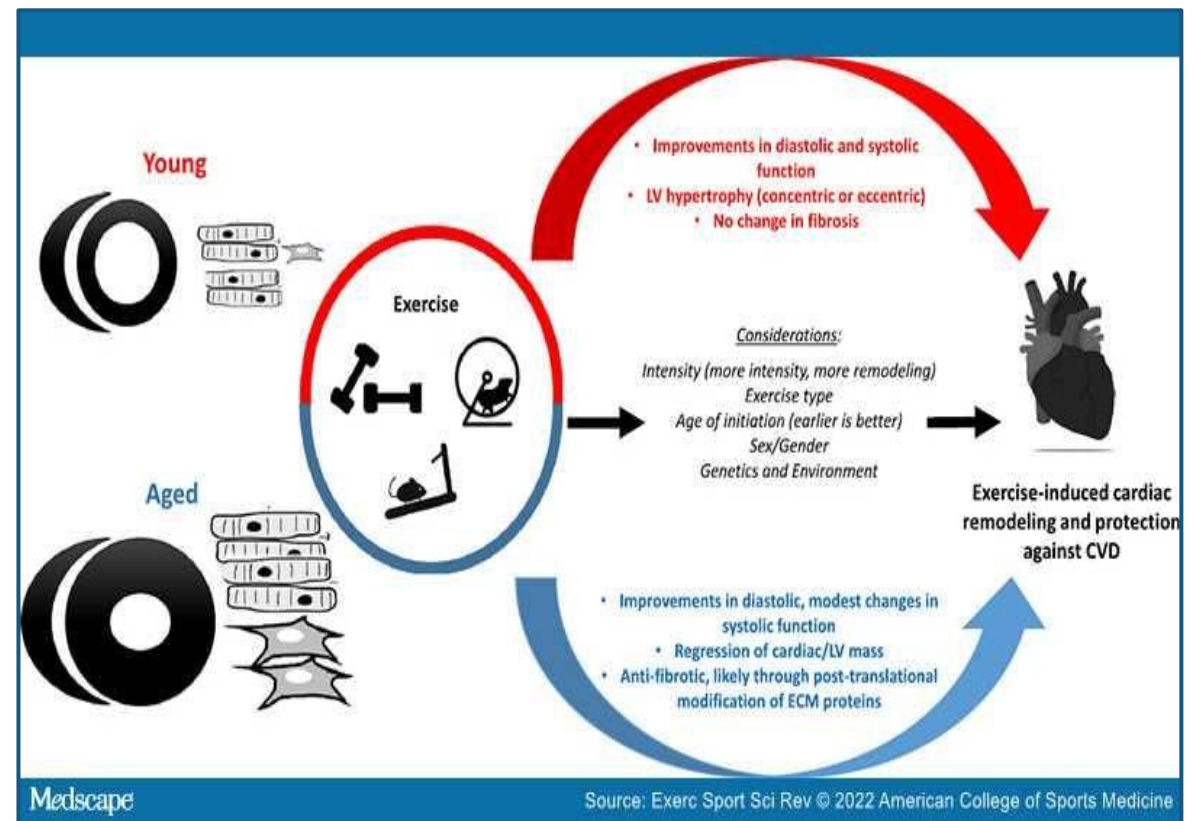 Young
• Improvements in diastolic and systolic
function
• LV hypertrophy (concentric or eccentric)
• No change in fibrosis
Exercise
Considerations:
Intensity (more intensity, more remodeling)
Exercise type
Age of initiation (earlier is better)
Sex/Gender
Genetics and Environment
Exercise-induced cardiac
remodeling and protection
against CVD
Aged
• Improvements in diastolic, modest changes in
systolic function
• Regression of cardiac/LV mass
• Anti-fibrotic, likely through post-translational
modification of ECM proteins
Medscape
Source: Exerc Sport Sci Rev © 2022 American College of Sports Medicine